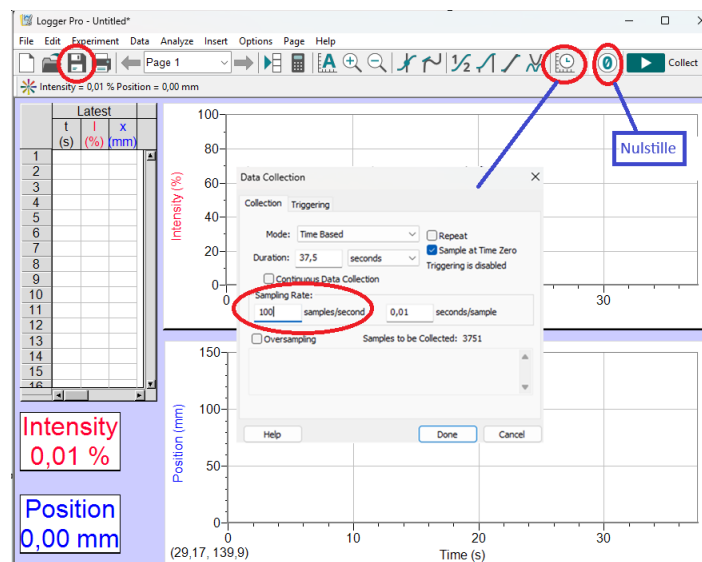 Logger Pro - Untitled*
File Edit Experiment Data Analyze Insert Options Page Help
Page 1
Collect
Intensity = 0,01 % Position = 0,00 mm
Nulstille
Latest
t I x
(s) (%) (mm)
1
2
3
4
5
6
7
8
9
10
11
12
13
14
15
16
Intensity
0,01 %
Position
0,00 mm
100
80
60
40
20
0
Intensity (%)
30
Data Collection
Collection Triggering
Mode: Time Based
Repeat
Sample at Time Zero
Duration: 37,5 seconds
Triggering is disabled
Continuous Data Collection
Sampling Rate:
100 samples/second 0,01 seconds/sample
Oversampling Samples to be Collected: 3751
Help Done Cancel
150
100
50
0
Position (mm)
0 10 20 30
(29,17, 139,9)
Time (s)